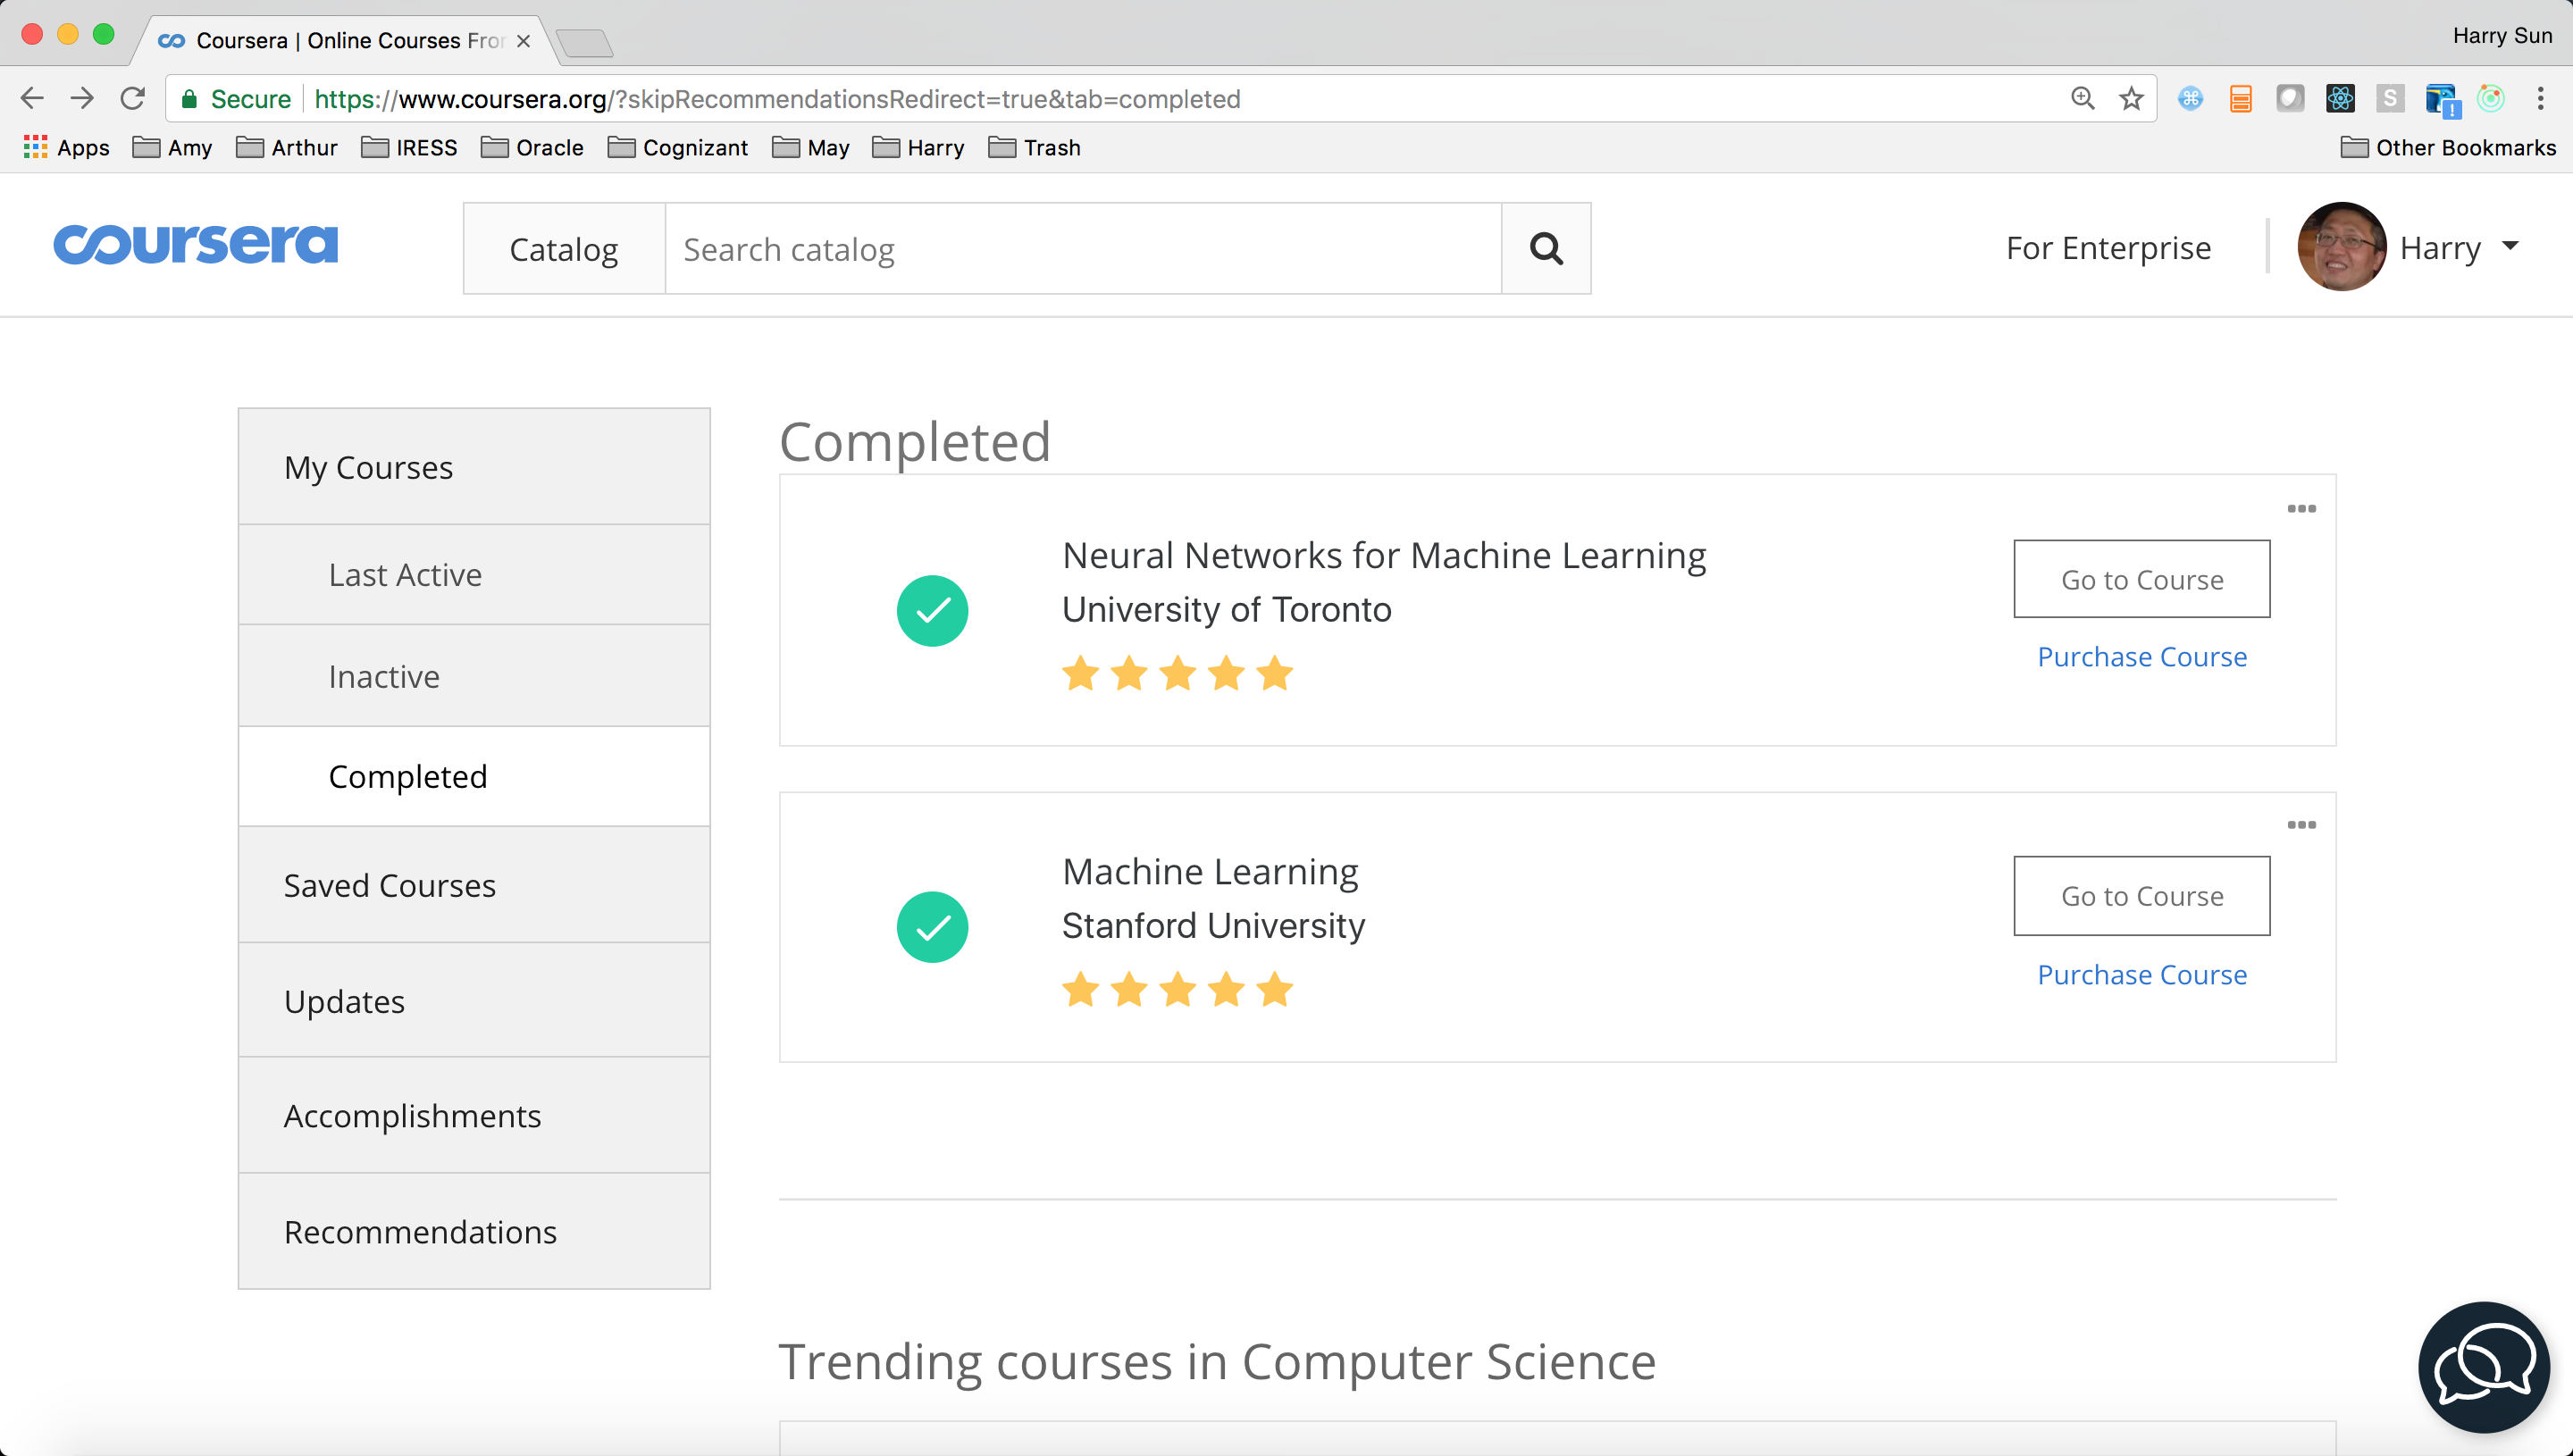 Coursera | Online Courses Fro
Harry Sun
Secure https://www.coursera.org/?skipRecommendationsRedirect=true&tab=completed
S
!
Apps Amy Arthur IRESS Oracle Cognizant May Harry Trash Other Bookmarks
coursera Catalog Search catalog For Enterprise Harry
My Courses
Last Active
Inactive
Completed
Saved Courses
Updates
Accomplishments
Recommendations
Completed
Neural Networks for Machine Learning
University of Toronto
Go to Course
Purchase Course
Machine Learning
Stanford University
Go to Course
Purchase Course
Trending courses in Computer Science